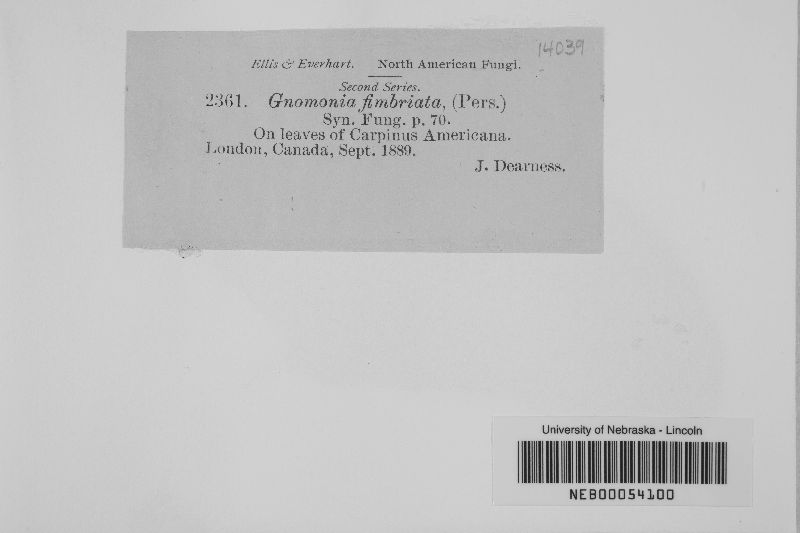 14039
Ellis & Everhart. North American Fungi.
Second Series.
2361. Gnomonia fimbriata, (Pers.)
Syn. Fung. p. 70.
On leaves of Carpinus Americana.
London, Canada, Sept. 1889.
J. Dearness.
University of Nebraska - Lincoln
NEB00054100